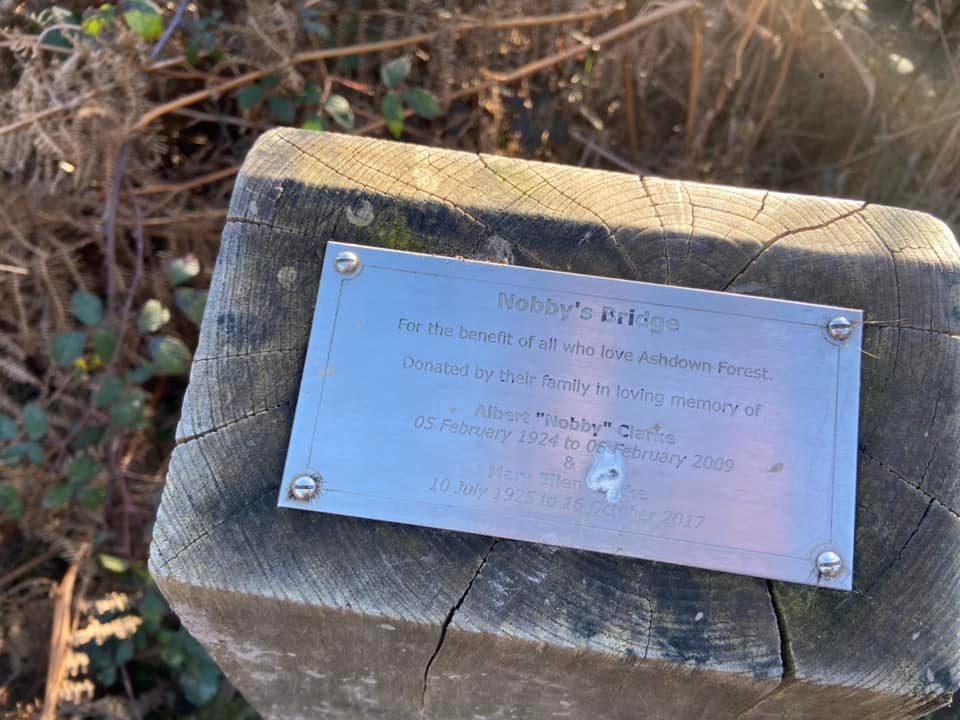 Nobby's Bridge
For the benefit of all who love Ashdown Forest.
Donated by their family in loving memory of
Albert "Nobby" Clarke
05 February 1924 to 06 February 2009
&
Mary Ellen
10 July 1925 to 16 October 2017